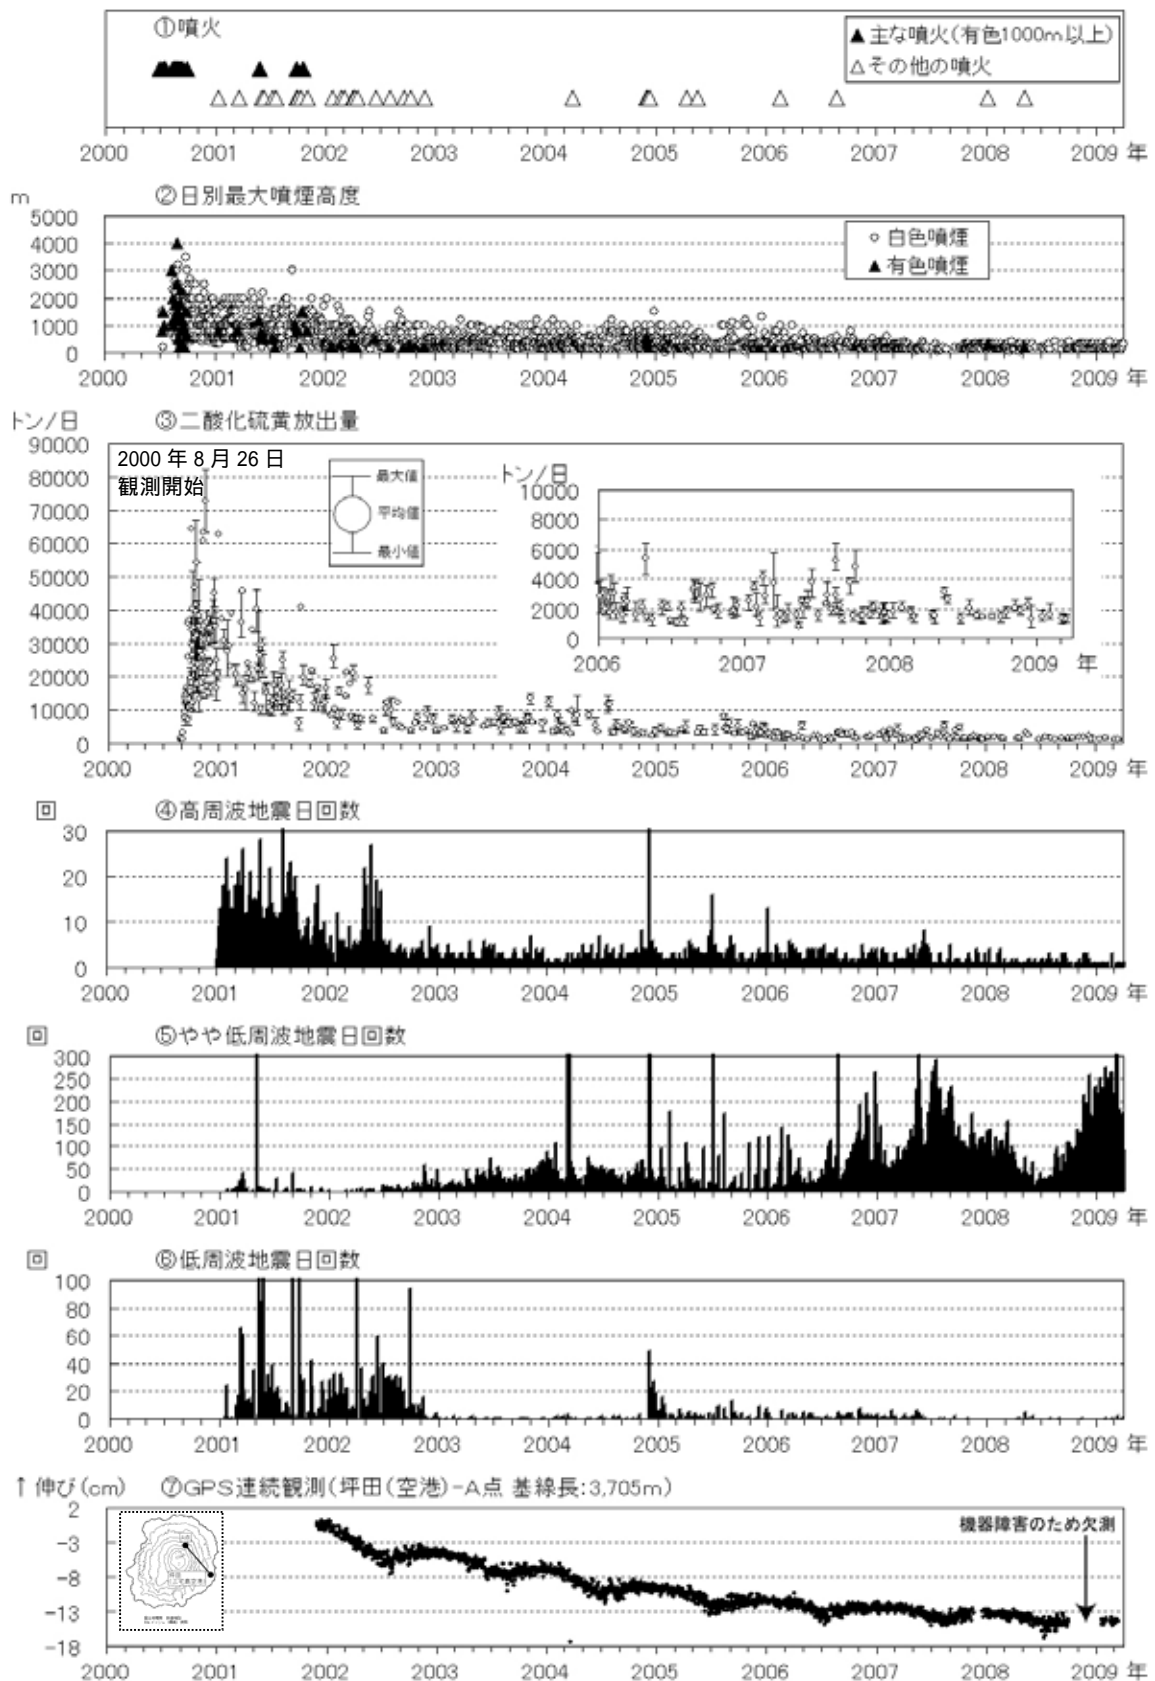 ①噴火
▲主な噴火(有色1000m以上)
△その他の噴火
2000 2001 2002 2003 2004 2005 2006 2007 2008 2009 年
m ②日別最大噴煙高度
5000
4000
3000
2000
1000
0
○ 白色噴煙
▲ 有色噴煙
2000 2001 2002 2003 2004 2005 2006 2007 2008 2009 年
トン/日 ③二酸化硫黄放出量
90000
80000
70000
60000
50000
40000
30000
20000
10000
0
2000 年 8 月 26 日
観測開始
最大値
平均値
最小値
トン/日
10000
8000
6000
4000
2000
0
2006 2007 2008 2009 年
2000 2001 2002 2003 2004 2005 2006 2007 2008 2009 年
回 ④高周波地震日回数
30
20
10
0
2000 2001 2002 2003 2004 2005 2006 2007 2008 2009 年
回 ⑤やや低周波地震日回数
300
250
200
150
100
50
0
2000 2001 2002 2003 2004 2005 2006 2007 2008 2009 年
回 ⑥低周波地震日回数
100
80
60
40
20
0
2000 2001 2002 2003 2004 2005 2006 2007 2008 2009 年
↑伸び(cm) ⑦GPS連続観測(坪田(空港)-A点 基線長:3,705m)
2
-3
-8
-13
-18
機器障害のため欠測
2000 2001 2002 2003 2004 2005 2006 2007 2008 2009 年